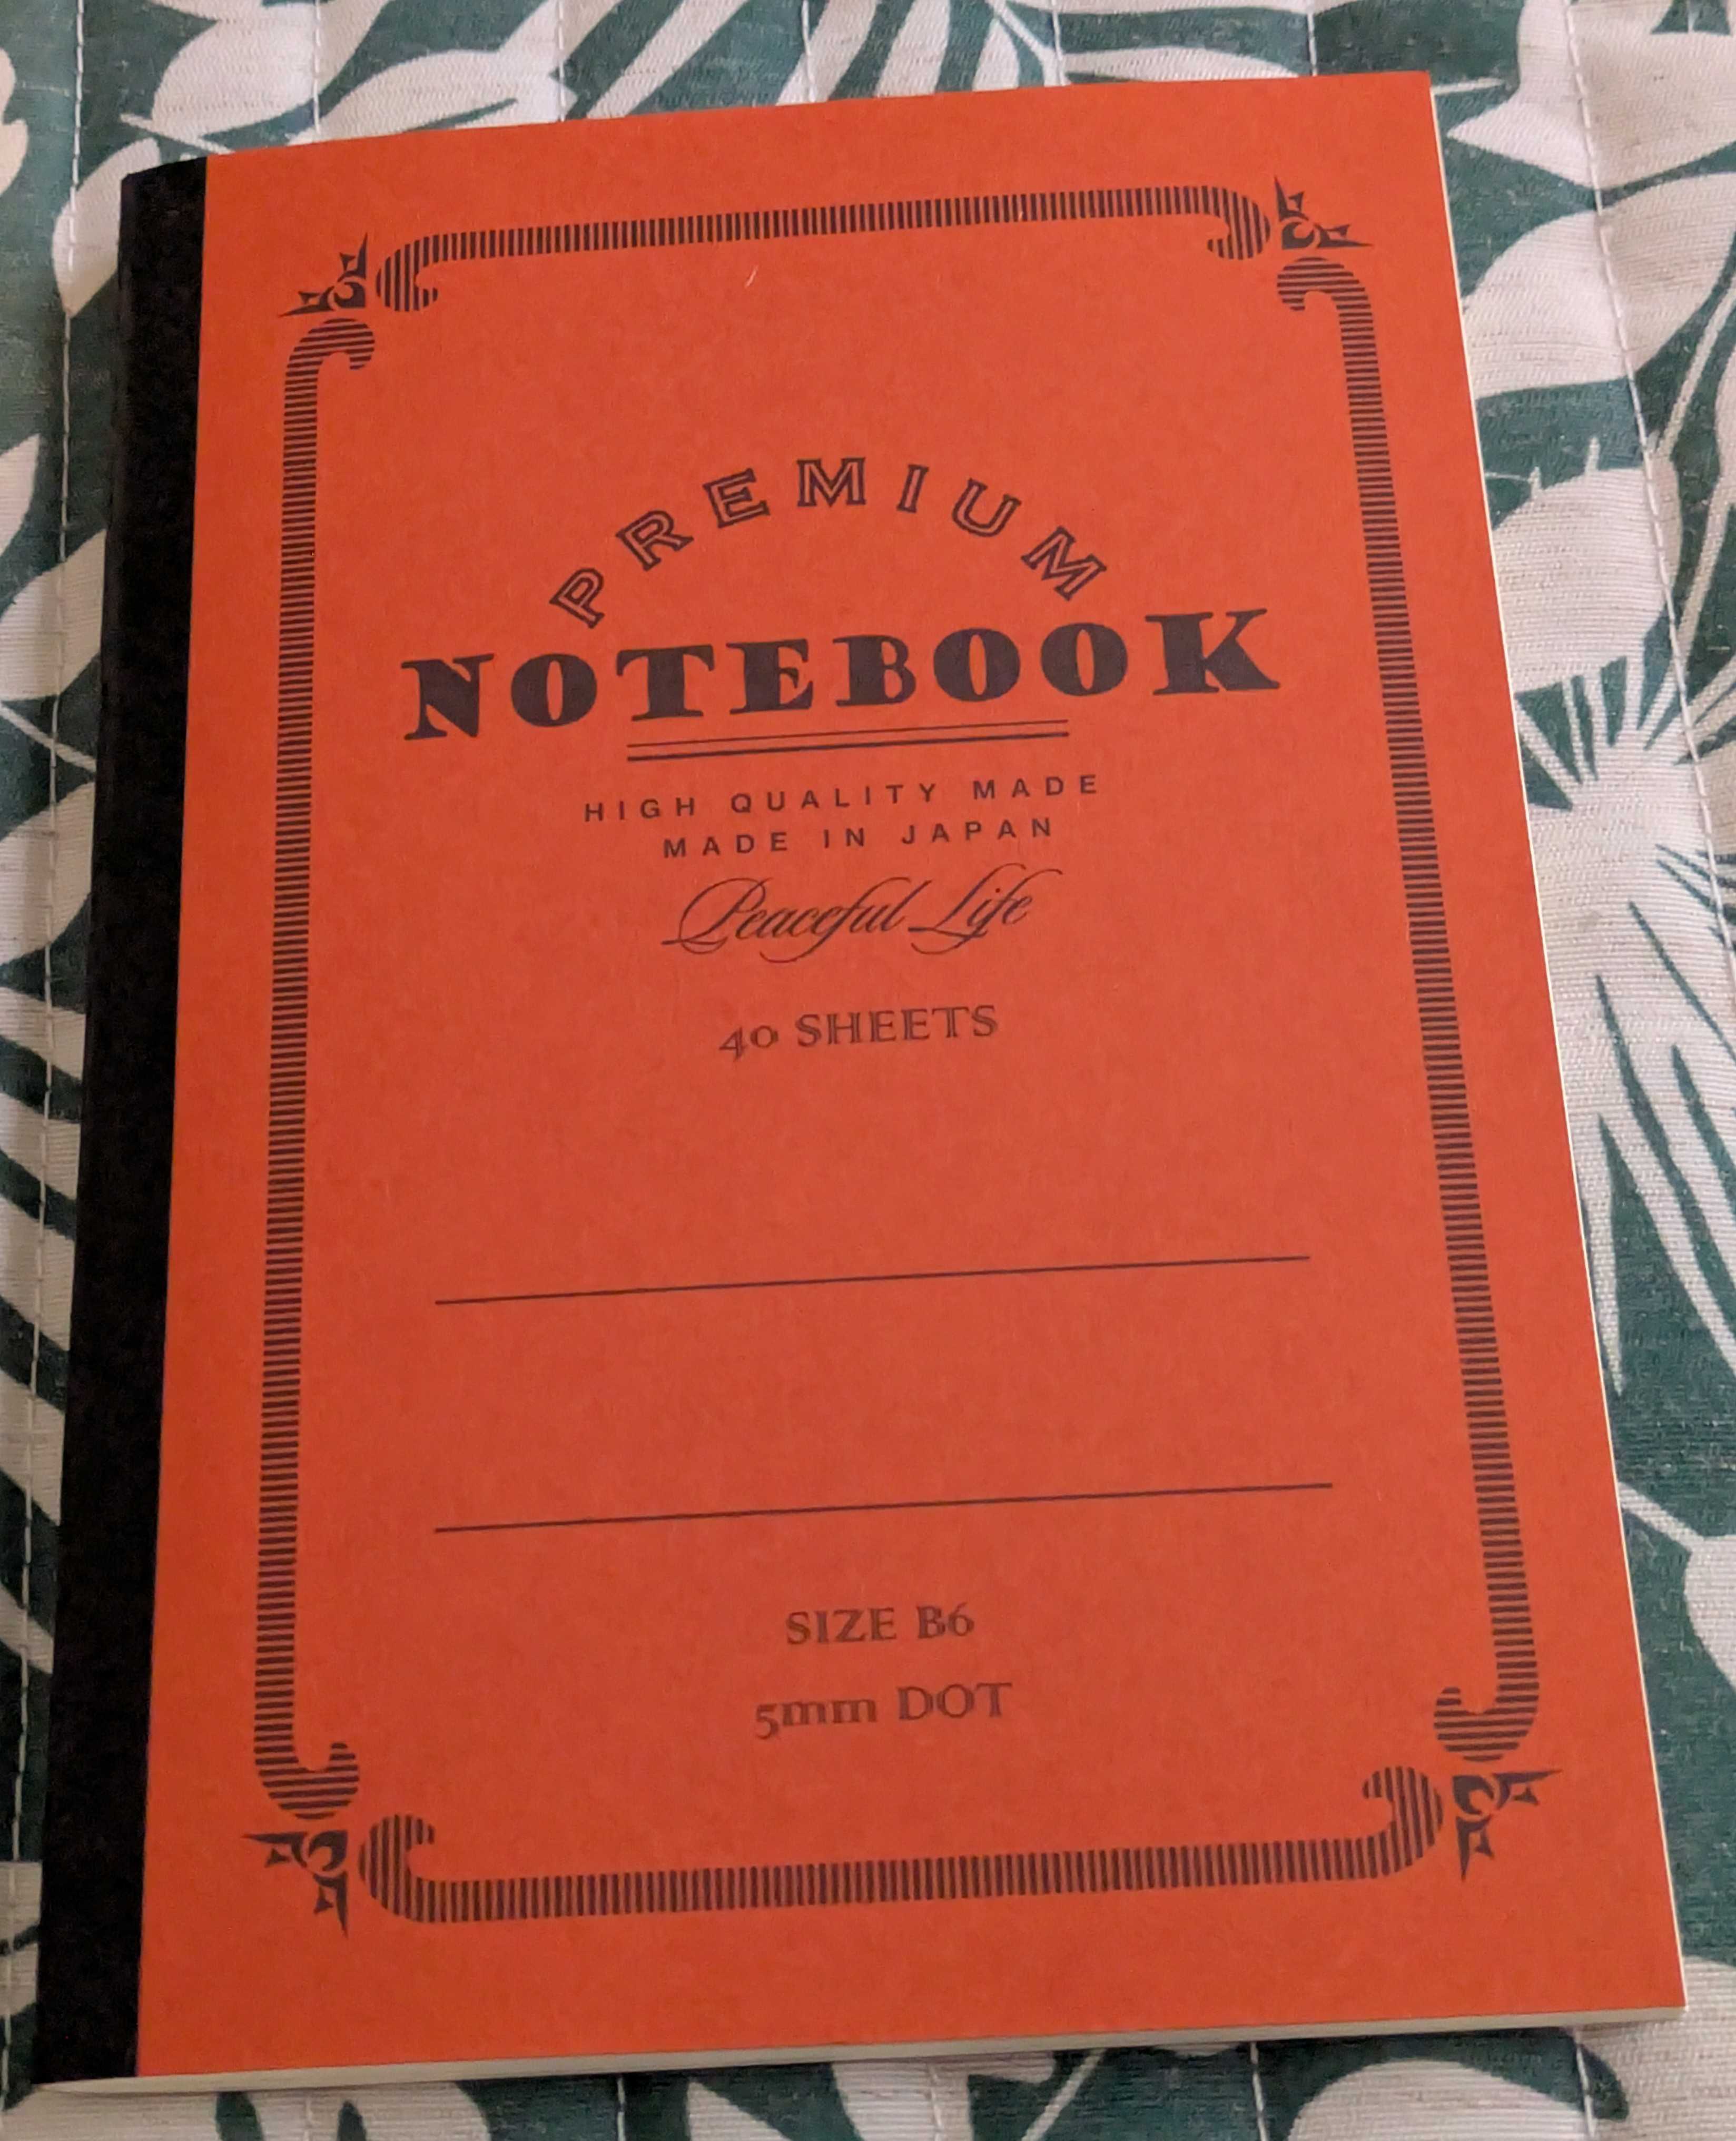 PREMIUM
NOTEBOOK
HIGH QUALITY MADE
MADE IN JAPAN
Peaceful Life
40 SHEETS
SIZE B6
5mm DOT